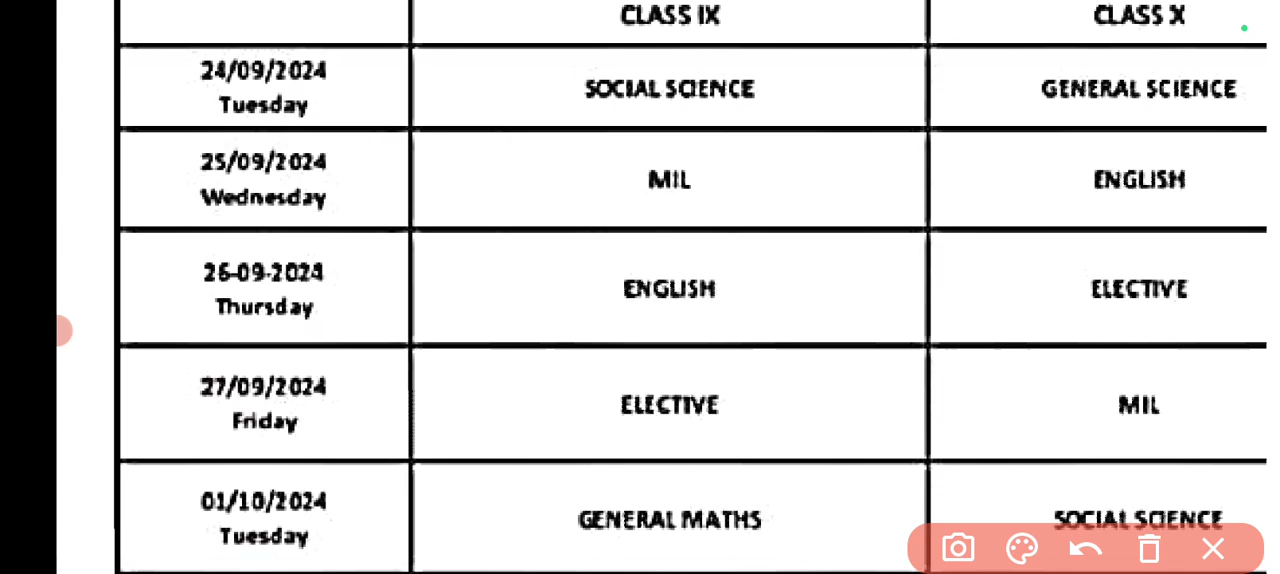 CLASS IX
CLASS X
24/09/2024
Tuesday
SOCIAL SCIENCE
GENERAL SCIENCE
25/09/2024
Wednesday
MIL
ENGLISH
26-09-2024
Thursday
ENGLISH
ELECTIVE
27/09/2024
Friday
ELECTIVE
MIL
01/10/2024
Tuesday
GENERAL MATHS
SOCIAL SCIENCE